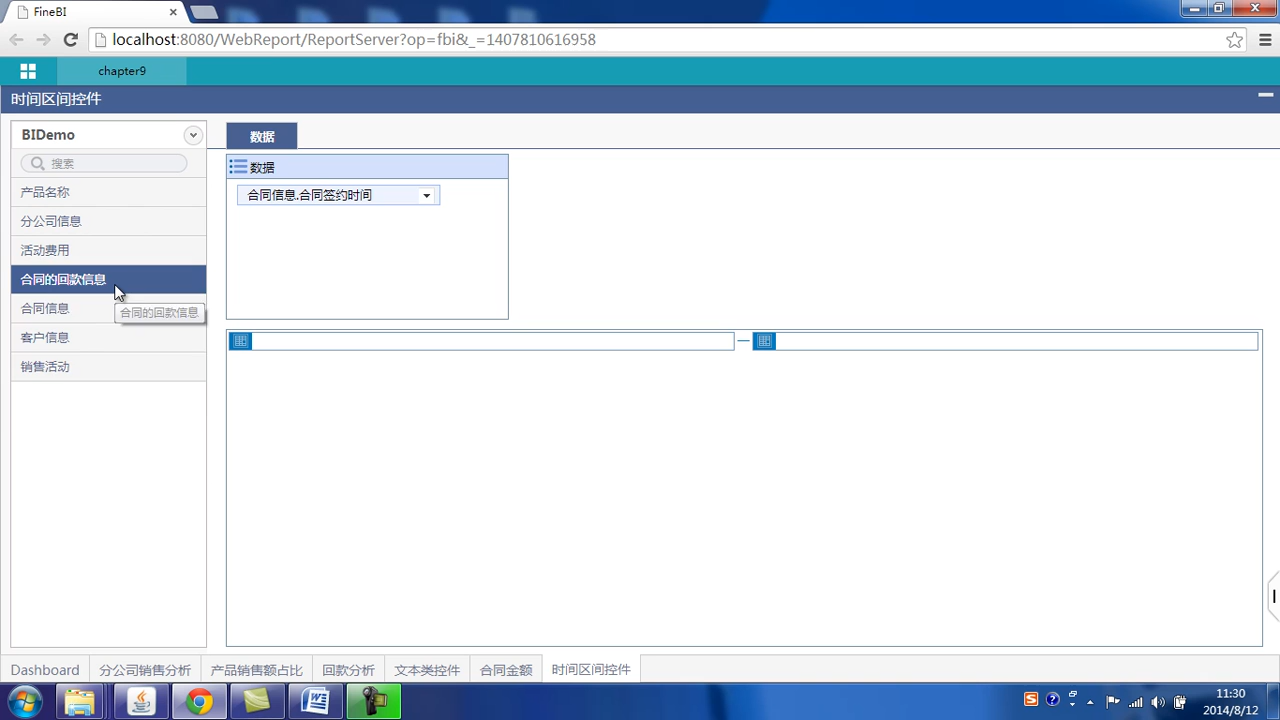 FineBI
localhost:8080/WebReport/ReportServer?op=fbi&_=1407810616958
chapter9
时间区间控件
BIDemo
搜索
产品名称
分公司信息
活动费用
合同的回款信息
合同的回款信息
合同信息
客户信息
销售活动
数据
数据
合同信息.合同签约时间
Dashboard
分公司销售分析
产品销售额占比
回款分析
文本类控件
合同金额
时间区间控件
11:30
2014/8/12